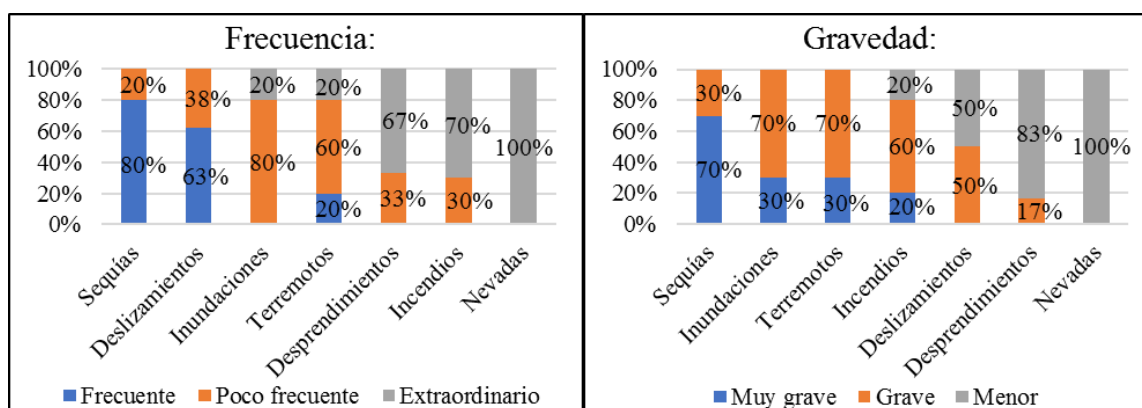 Frecuencia:
100%
80%
60%
40%
20%
0%
20%
80%
38%
63%
20%
80%
20%
60%
20%
67%
33%
70%
30%
100%
Sequías
Deslizamientos
Inundaciones
Terremotos
Desprendimientos
Incendios
Nevadas
Frecuente Poco frecuente Extraordinario
Gravedad:
100%
80%
60%
40%
20%
0%
30%
70%
70%
30%
70%
30%
20%
60%
20%
50%
50%
83%
17%
100%
Sequías
Inundaciones
Terremotos
Incendios
Deslizamientos
Desprendimientos
Nevadas
Muy grave Grave Menor